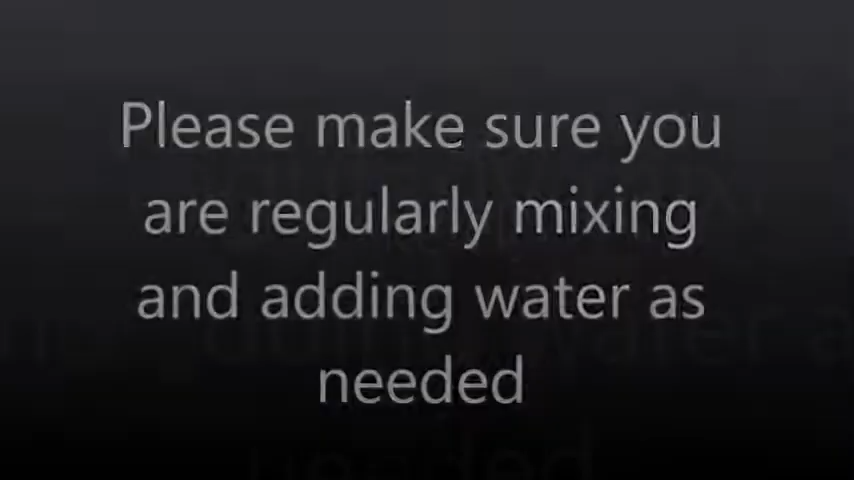 Please make sure you
are regularly mixing
and adding water as
needed